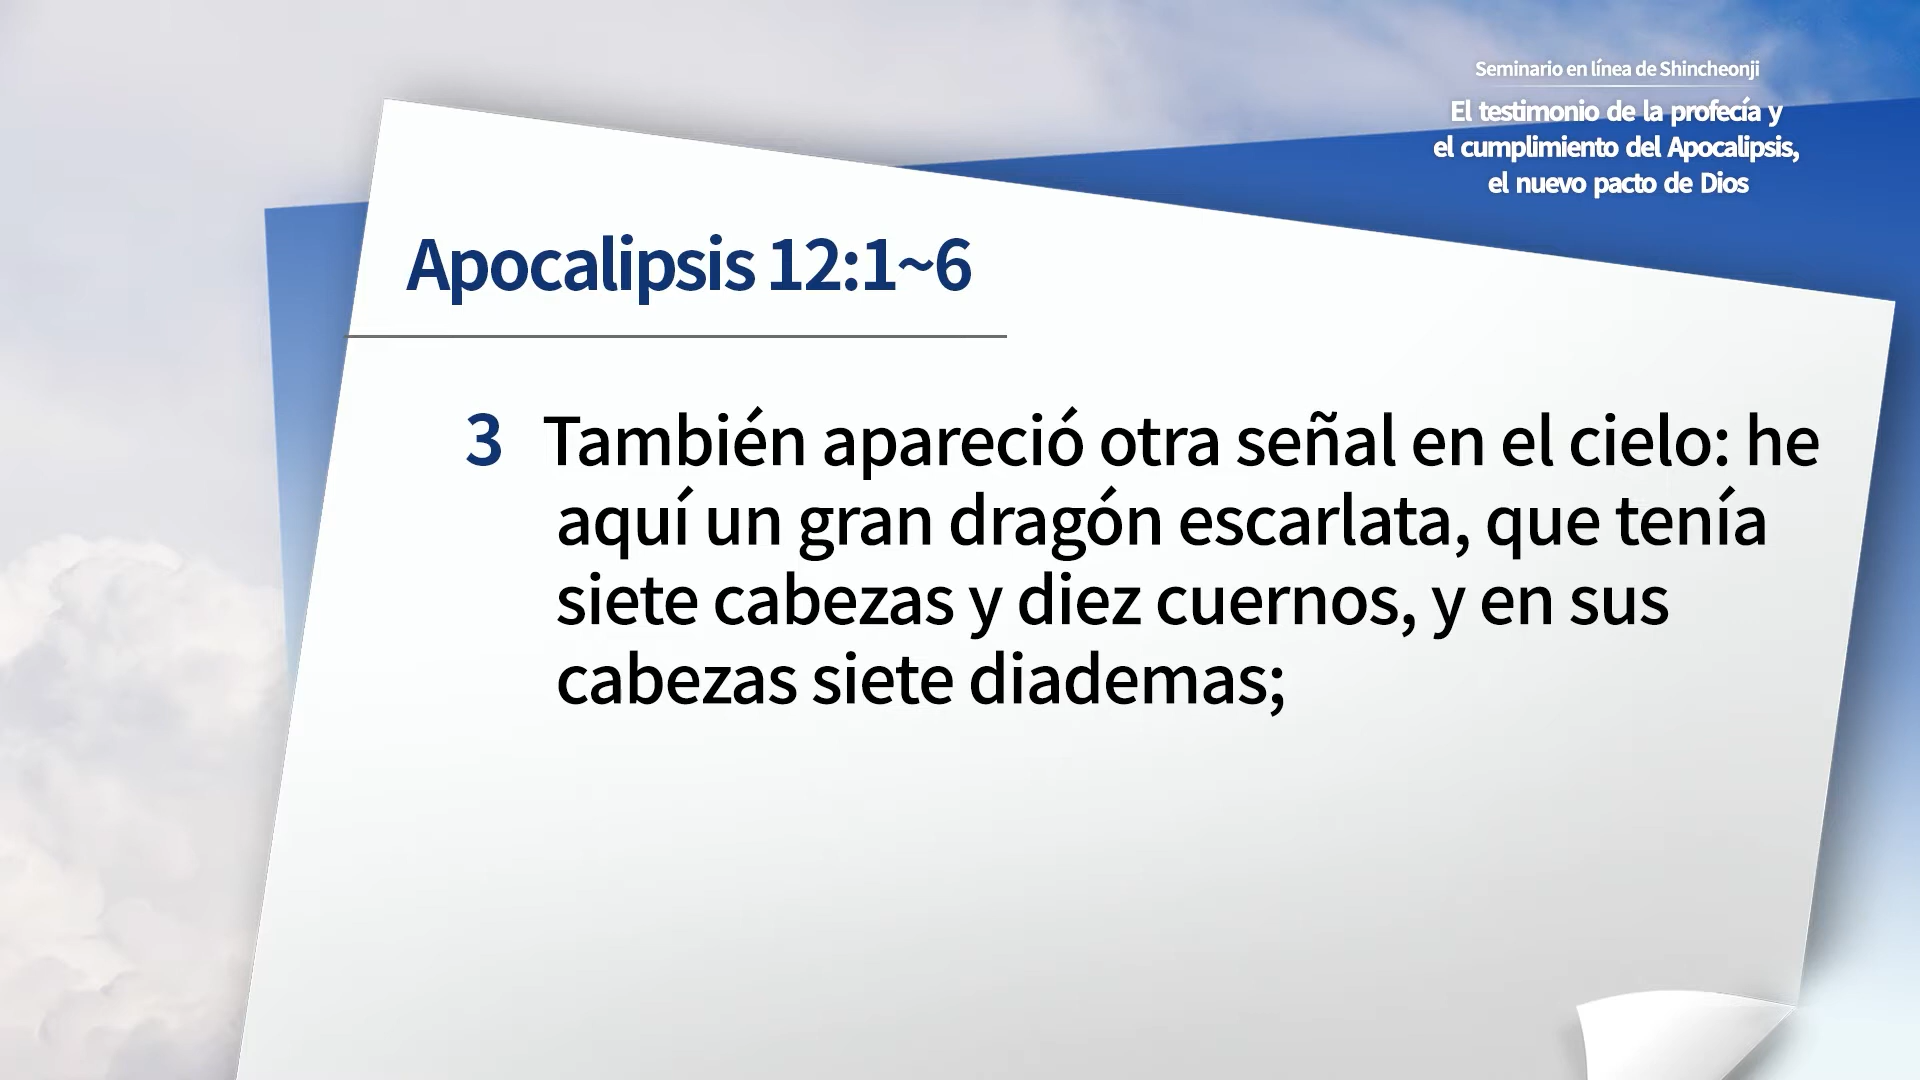 Seminario en línea de Shincheonji
El testimonio de la profecía y
el cumplimiento del Apocalipsis,
el nuevo pacto de Dios
Apocalipsis 12:1~6
3 También apareció otra señal en el cielo: he
aquí un gran dragón escarlata, que tenía
siete cabezas y diez cuernos, y en sus
cabezas siete diademas;